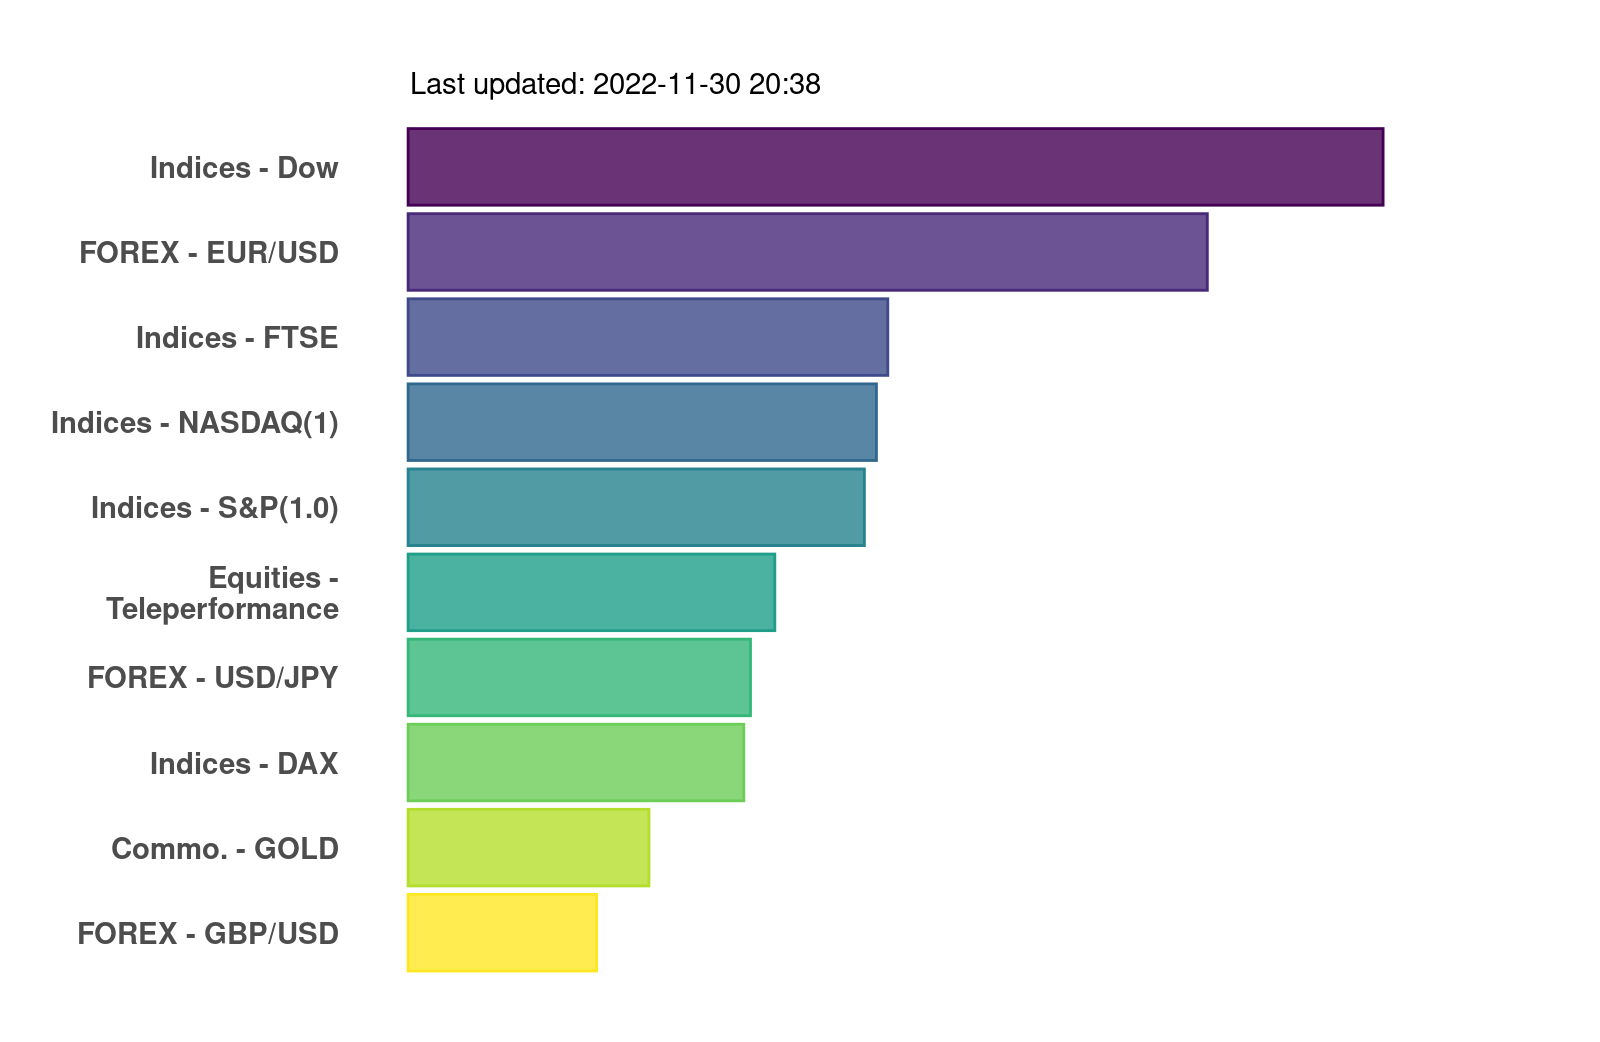 Last updated: 2022-11-30 20:38
Indices - Dow
FOREX - EUR/USD
Indices - FTSE
Indices - NASDAQ(1)
Indices - S&P(1.0)
Equities -
Teleperformance
FOREX - USD/JPY
Indices - DAX
Commo. - GOLD
FOREX - GBP/USD